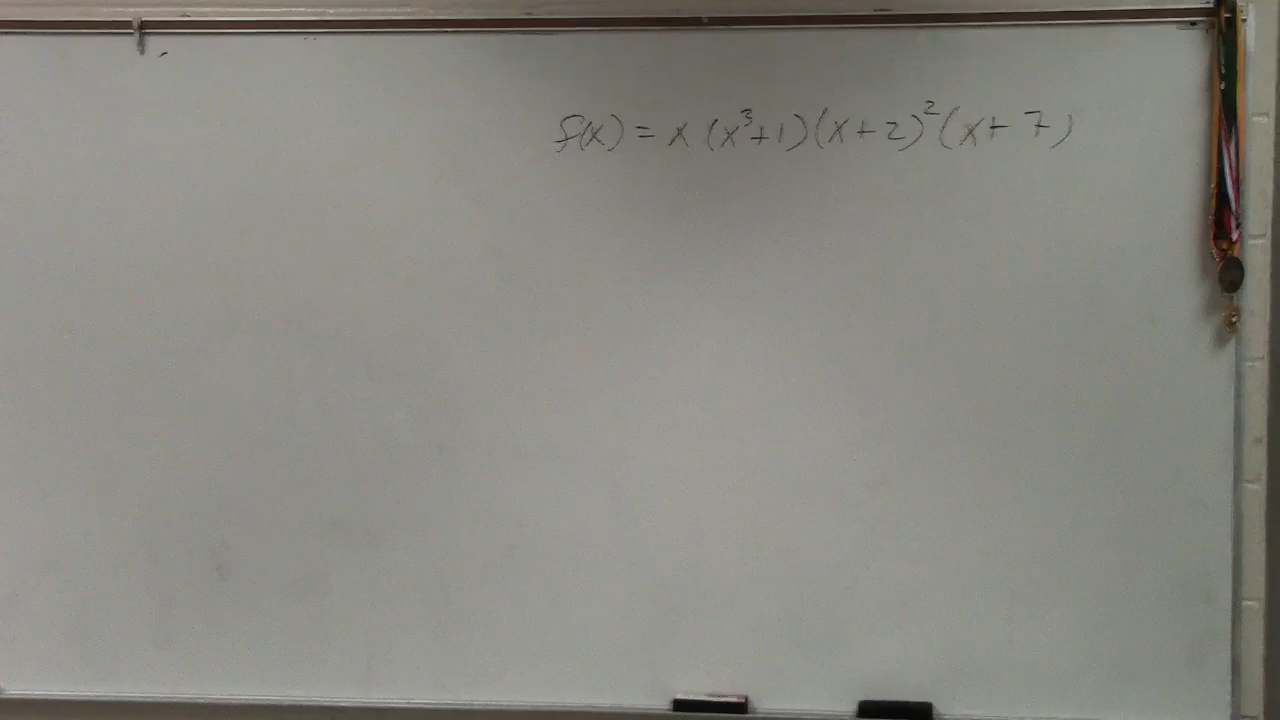 f(x) = x (x³+1)(x+2)²(x+7)